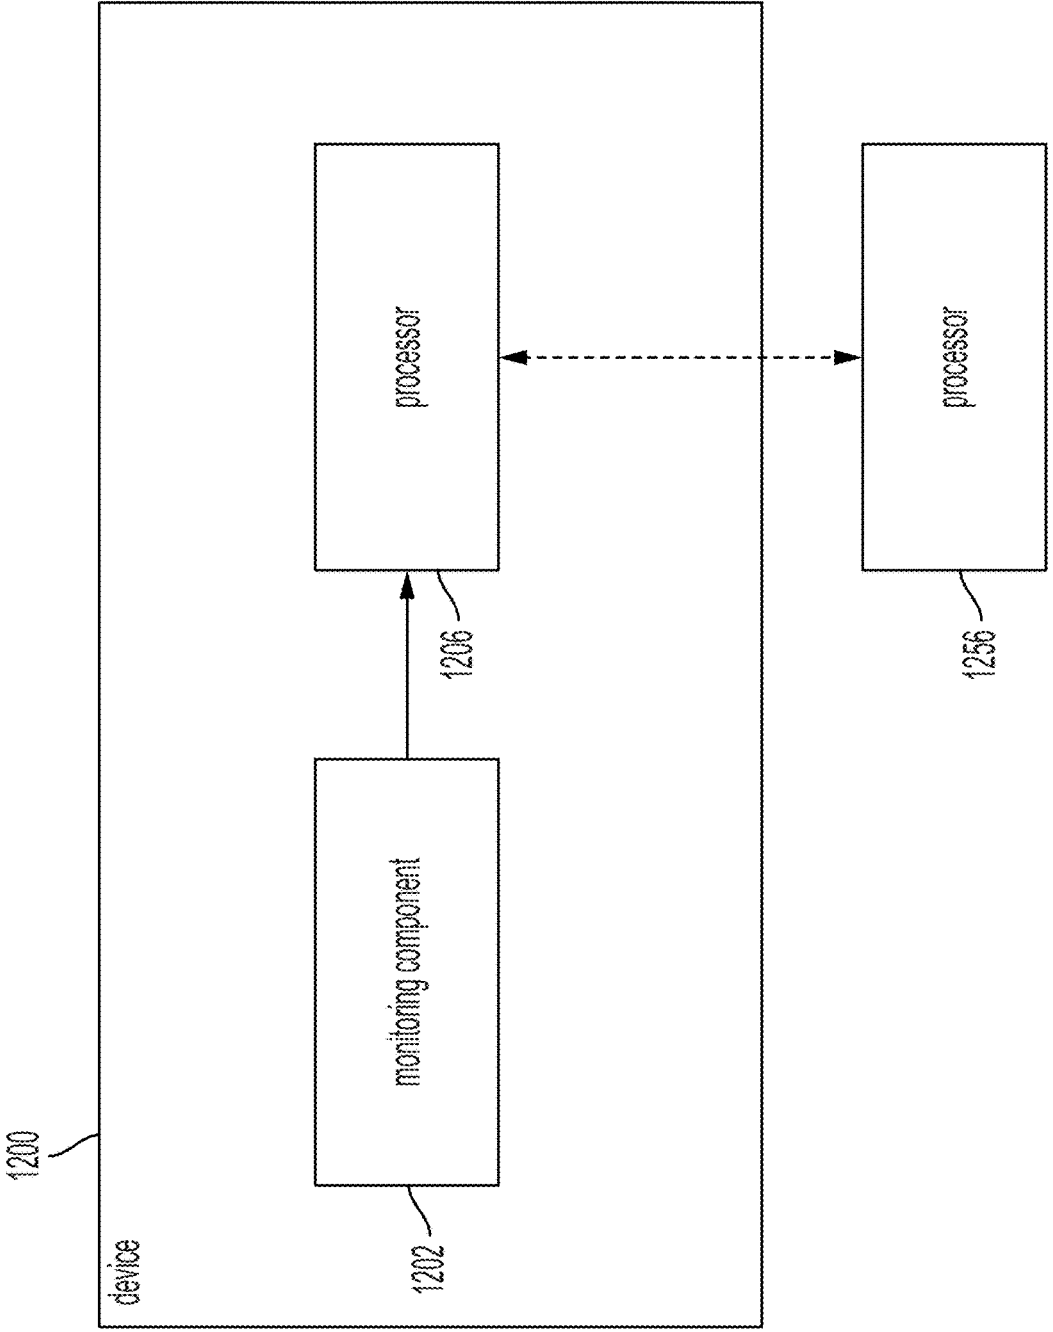 device
1200
monitoring component
1202
processor
1206
processor
1256